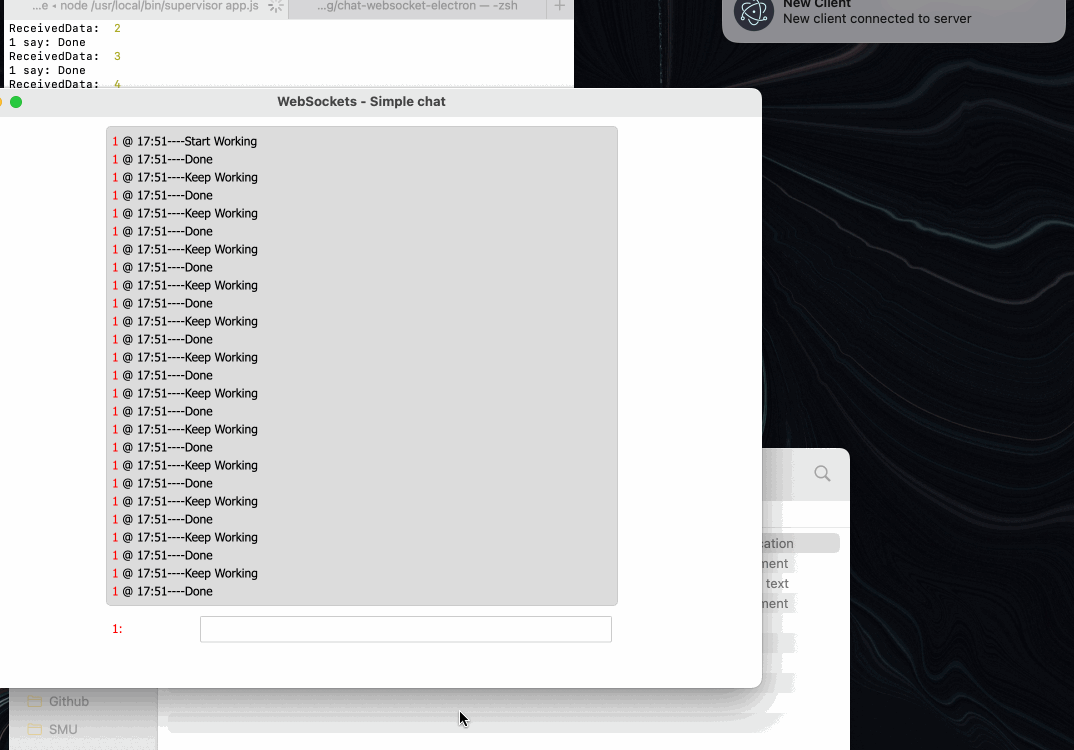 ...e ◂ node /usr/local/bin/supervisor app.js
...g/chat-websocket-electron — -zsh
+
New Client
New client connected to server
ReceivedData: 2
1 say: Done
ReceivedData: 3
1 say: Done
ReceivedData: 4
WebSockets - Simple chat
1 @ 17:51----Start Working
1 @ 17:51----Done
1 @ 17:51----Keep Working
1 @ 17:51----Done
1 @ 17:51----Keep Working
1 @ 17:51----Done
1 @ 17:51----Keep Working
1 @ 17:51----Done
1 @ 17:51----Keep Working
1 @ 17:51----Done
1 @ 17:51----Keep Working
1 @ 17:51----Done
1 @ 17:51----Keep Working
1 @ 17:51----Done
1 @ 17:51----Keep Working
1 @ 17:51----Done
1 @ 17:51----Keep Working
1 @ 17:51----Done
1 @ 17:51----Keep Working
1 @ 17:51----Done
1 @ 17:51----Keep Working
1 @ 17:51----Done
1 @ 17:51----Keep Working
1 @ 17:51----Done
1 @ 17:51----Keep Working
1 @ 17:51----Done
1:
text
Github
SMU